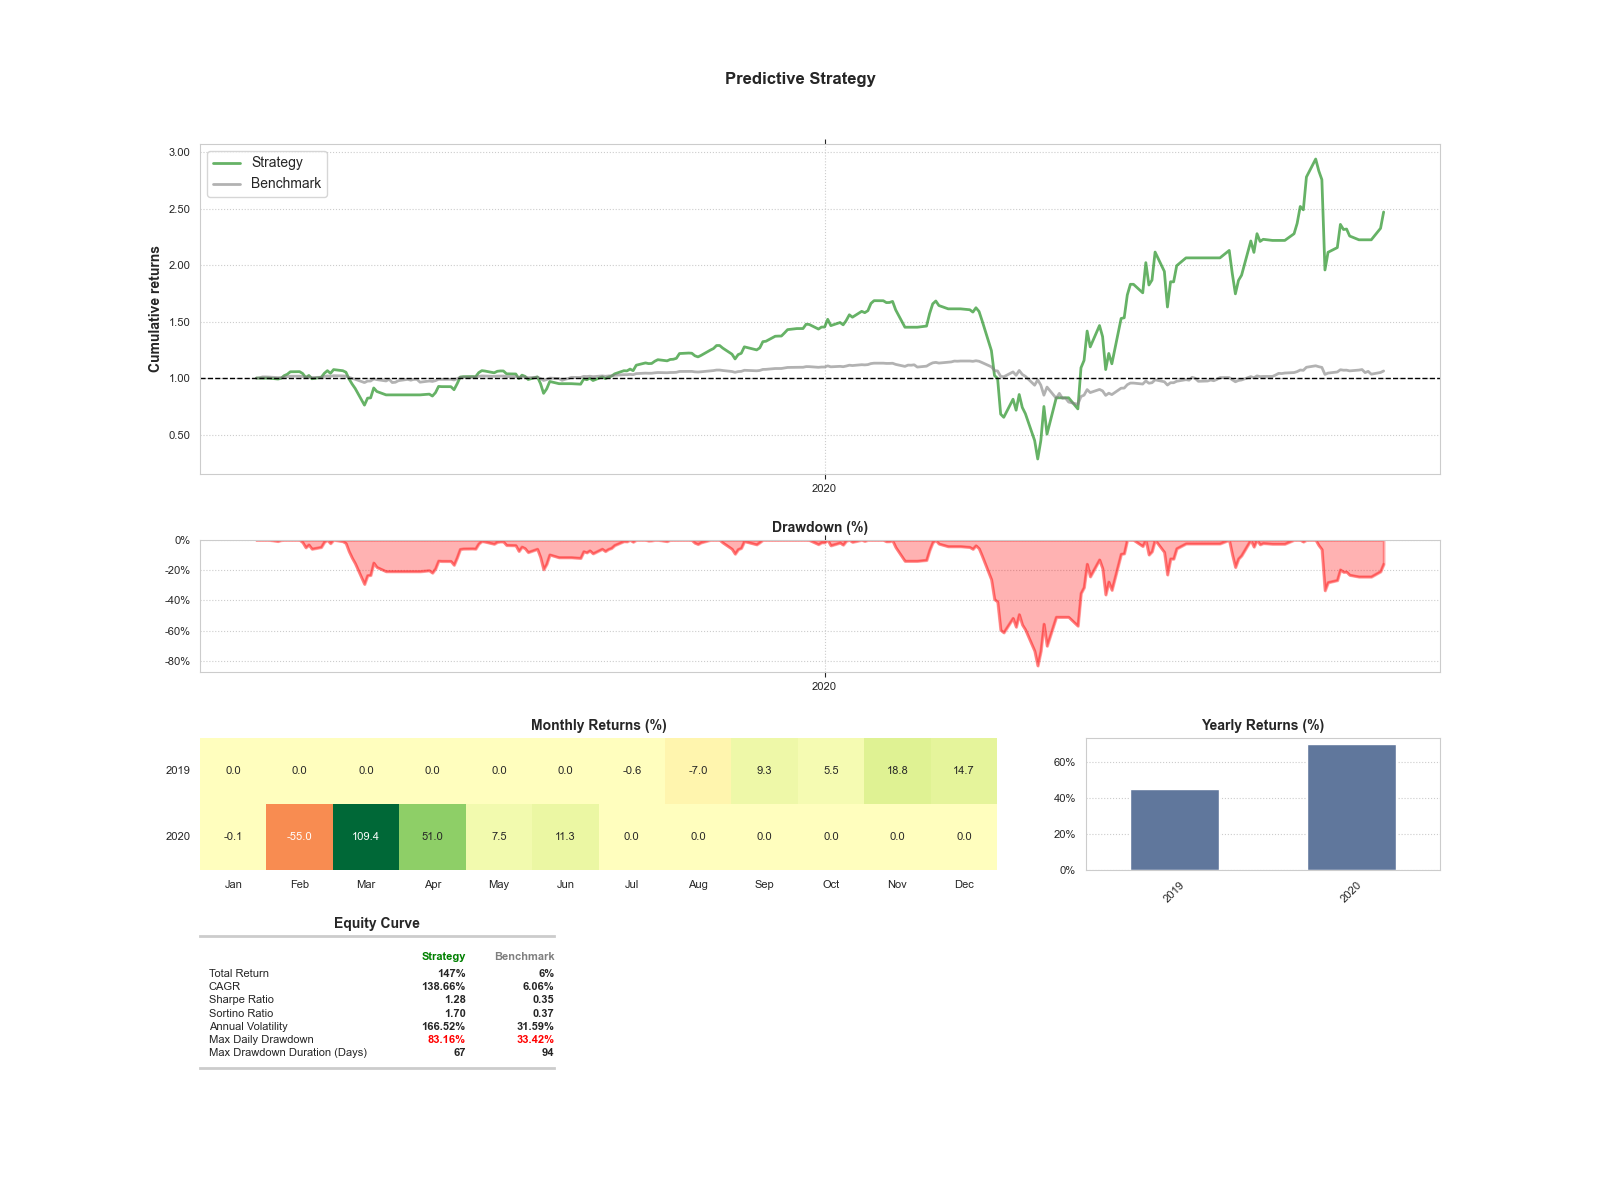 Predictive Strategy
3.00
2.50
2.00
1.50
1.00
0.50
Cumulative returns
Strategy
Benchmark
2020
Drawdown (%)
0%
-20%
-40%
-60%
-80%
2020
Monthly Returns (%)
2019 0.0 0.0 0.0 0.0 0.0 0.0 -0.6 -7.0 9.3 5.5 18.8 14.7
2020 -0.1 -55.0 109.4 51.0 7.5 11.3 0.0 0.0 0.0 0.0 0.0 0.0
Jan Feb Mar Apr May Jun Jul Aug Sep Oct Nov Dec
Yearly Returns (%)
60%
40%
20%
0%
2019 2020
Equity Curve
Strategy Benchmark
Total Return 147% 6%
CAGR 138.66% 6.06%
Sharpe Ratio 1.28 0.35
Sortino Ratio 1.70 0.37
Annual Volatility 166.52% 31.59%
Max Daily Drawdown 83.16% 33.42%
Max Drawdown Duration (Days) 67 94